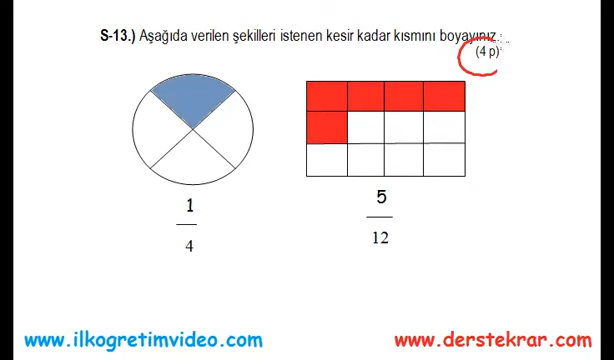 S-13.) Aşağıda verilen şekilleri istenen kesir kadar kısmını boyayınız.
(4 p)
1
4
5
12
www.ilkogretimvideo.com
www.derstekrar.com